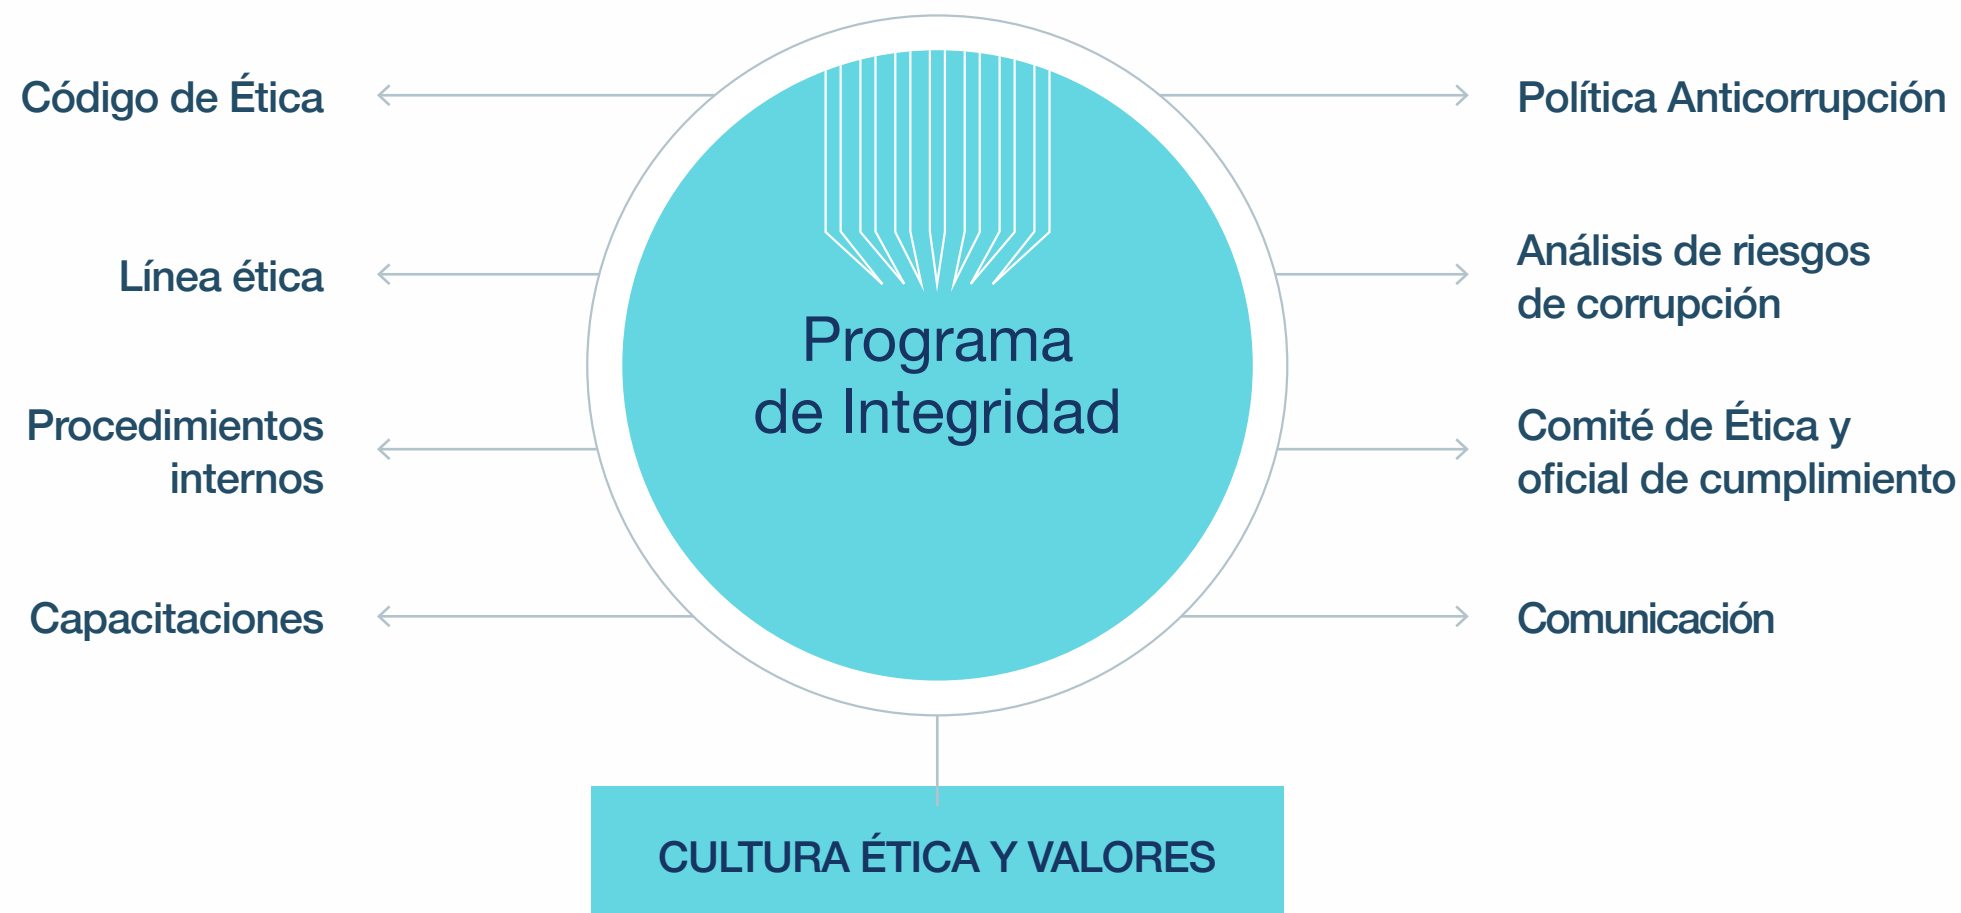 Código de Ética
Línea ética
Procedimientos
internos
Capacitaciones
Programa
de Integridad
Política Anticorrupción
Análisis de riesgos
de corrupción
Comité de Ética y
oficial de cumplimiento
Comunicación
CULTURA ÉTICA Y VALORES